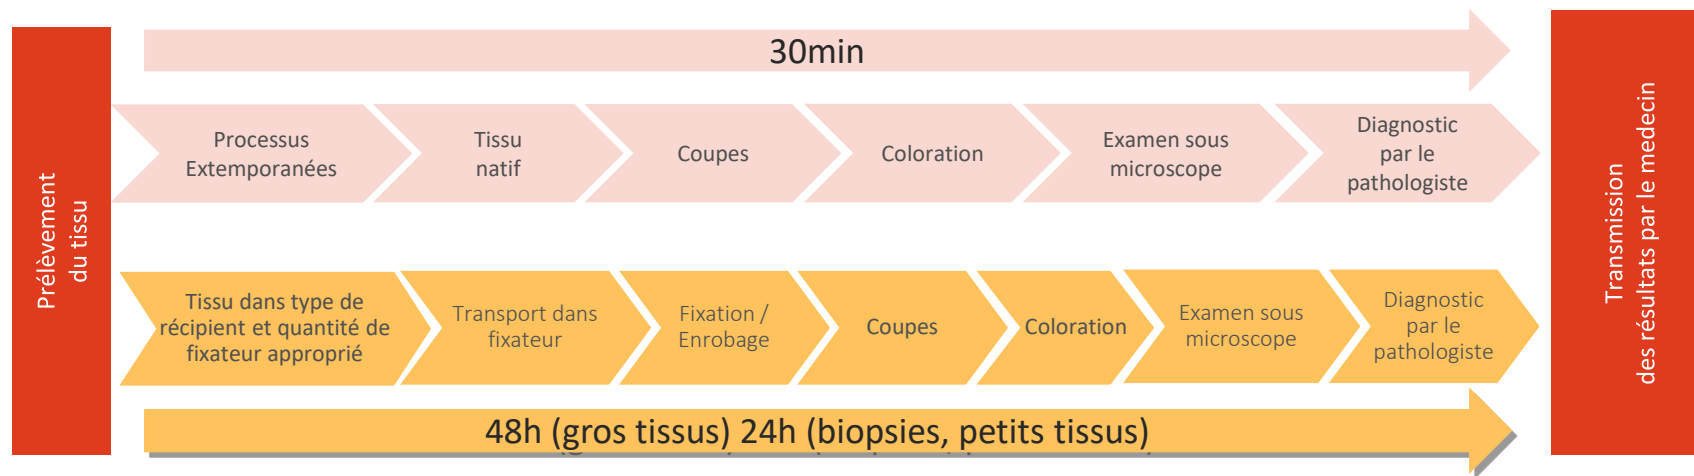 Prélèvement
du tissu
30min
Processus
Extemporanées
Tissu
natif
Coupes
Coloration
Examen sous
microscope
Diagnostic
par le
pathologiste
Tissu dans type de
récipient et quantité de
fixateur approprié
Transport dans
fixateur
Fixation /
Enrobage
Coupes
Coloration
Examen sous
microscope
Diagnostic
par le
pathologiste
48h (gros tissus) 24h (biopsies, petits tissus)
Transmission
des résultats par le medecin